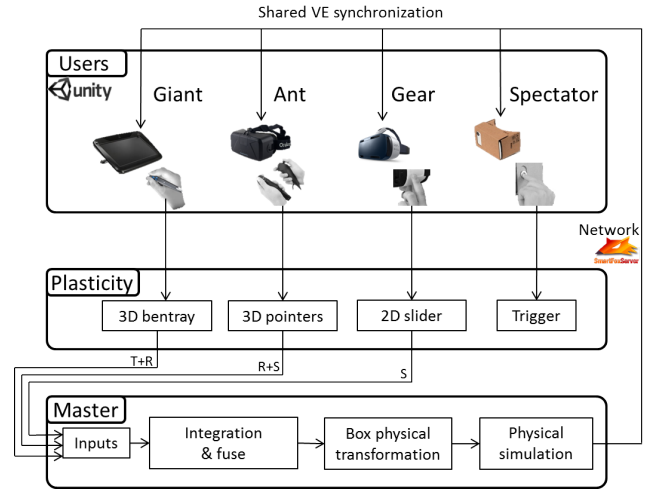 Shared VE synchronization
Users
unity
Giant
Ant
Gear
Spectator
Network
SmartFoxServer
Plasticity
3D bentray
3D pointers
2D slider
Trigger
T+R
R+S
S
Master
Inputs
Integration
& fuse
Box physical
transformation
Physical
simulation